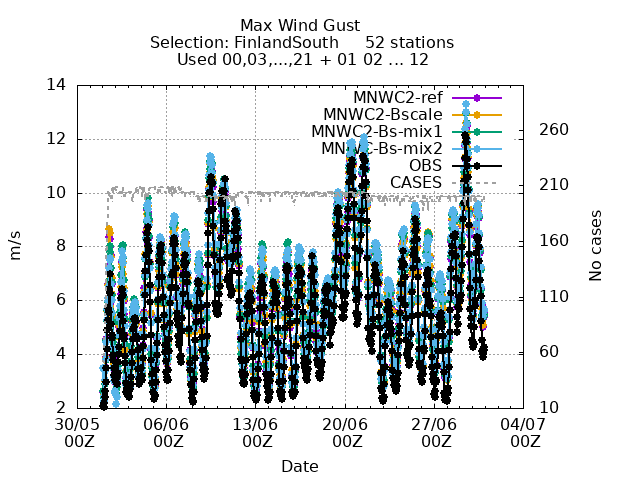 Max Wind Gust
Selection: FinlandSouth 52 stations
Used 00,03,...,21 + 01 02 ... 12
MNWC2-ref
MNWC2-Bscale
MNWC2-Bs-mix1
MNWC2-Bs-mix2
OBS
CASES
14
12
10
8
6
4
2
m/s
260
210
160
110
60
10
No cases
30/05 06/06 13/06 20/06 27/06 04/07
00Z 00Z 00Z 00Z 00Z 00Z
Date